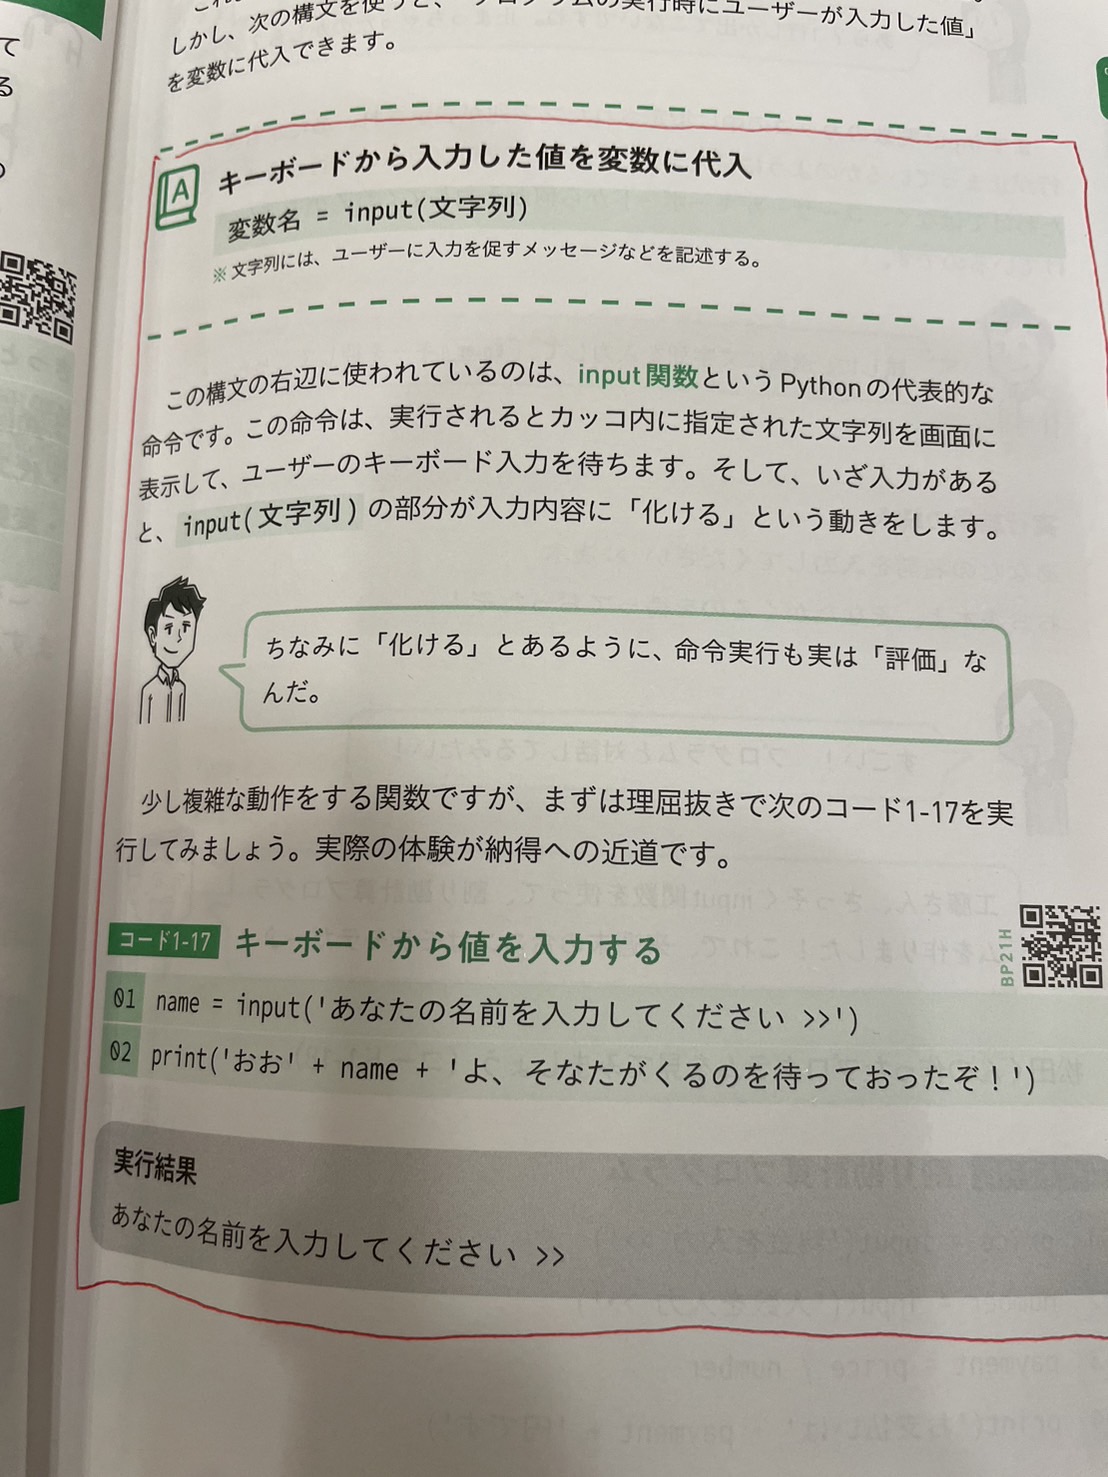 しかし、次の構文を使うと、「プログラムの実行時にユーザーが入力した値」
を変数に代入できます。
A
キーボードから入力した値を変数に代入
変数名 = input(文字列)
※ 文字列には、ユーザーに入力を促すメッセージなどを記述する。
この構文の右辺に使われているのは、input関数というPythonの代表的な
命令です。この命令は、実行されるとカッコ内に指定された文字列を画面に
表示して、ユーザーのキーボード入力を待ちます。そして、いざ入力がある
と、input(文字列)の部分が入力内容に「化ける」という動きをします。
ちなみに「化ける」とあるように、命令実行も実は「評価」な
んだ。
少し複雑な動作をする関数ですが、まずは理屈抜きで次のコード1-17を実
行してみましょう。実際の体験が納得への近道です。
コード1-17 キーボードから値を入力する
BP21H
01 name = input('あなたの名前を入力してください >>')
02 print('おお' + name + 'よ、そなたがくるのを待っておったぞ！')
実行結果
あなたの名前を入力してください >>